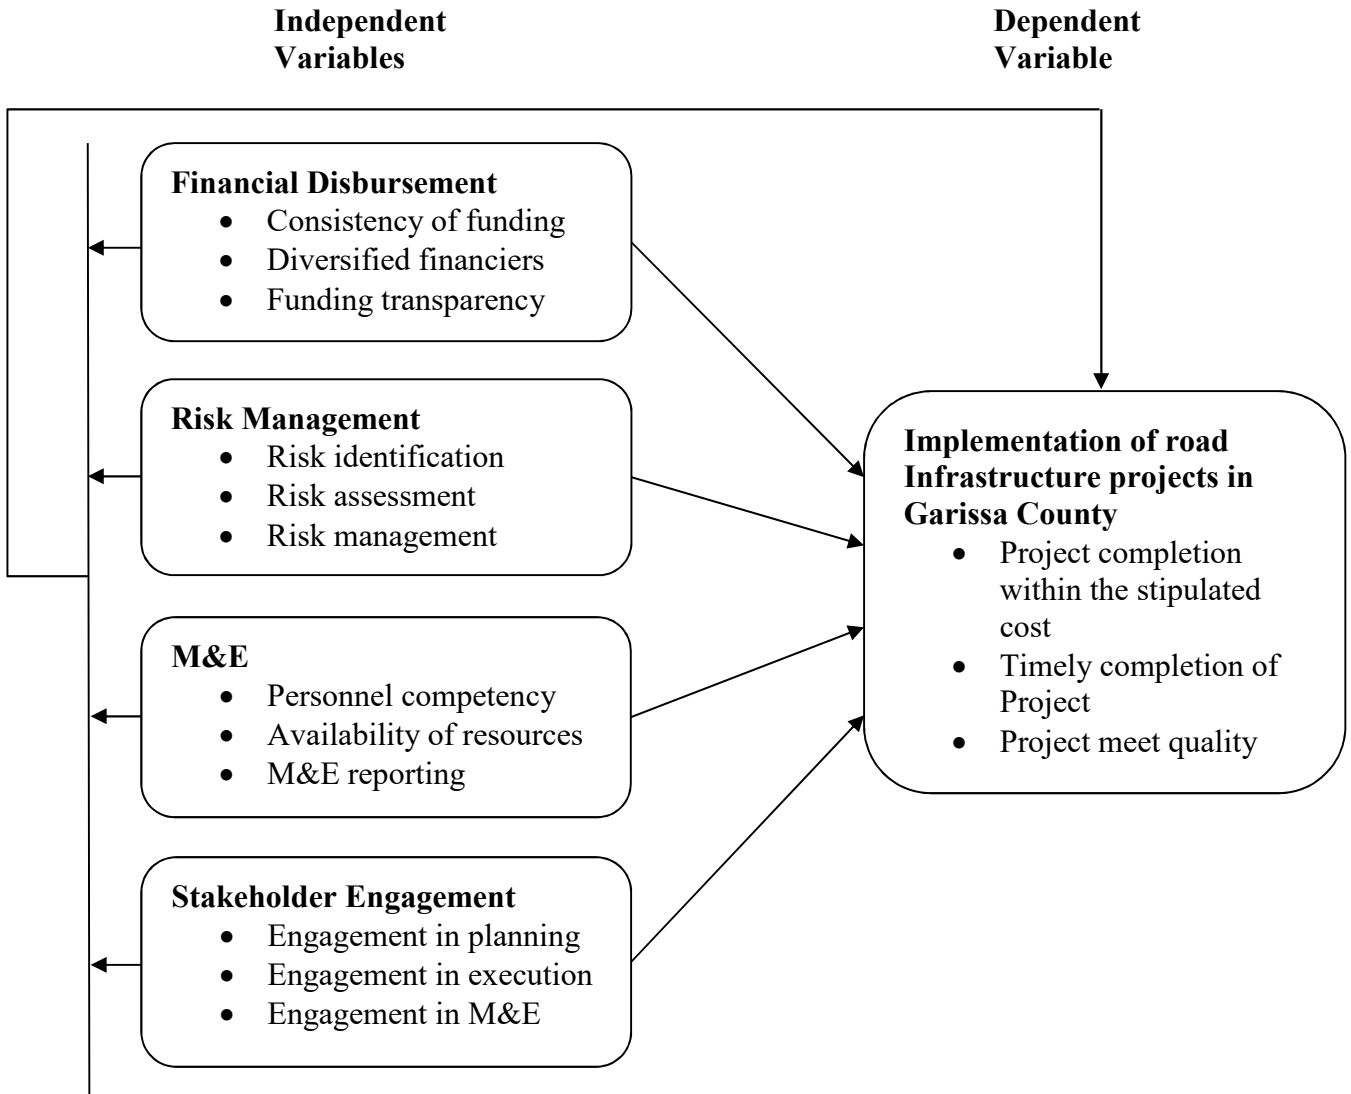 Independent
Variables
Dependent
Variable
Financial Disbursement
• Consistency of funding
• Diversified financiers
• Funding transparency
Risk Management
• Risk identification
• Risk assessment
• Risk management
M&E
• Personnel competency
• Availability of resources
• M&E reporting
Stakeholder Engagement
• Engagement in planning
• Engagement in execution
• Engagement in M&E
Implementation of road
Infrastructure projects in
Garissa County
• Project completion
within the stipulated
cost
• Timely completion of
Project
• Project meet quality